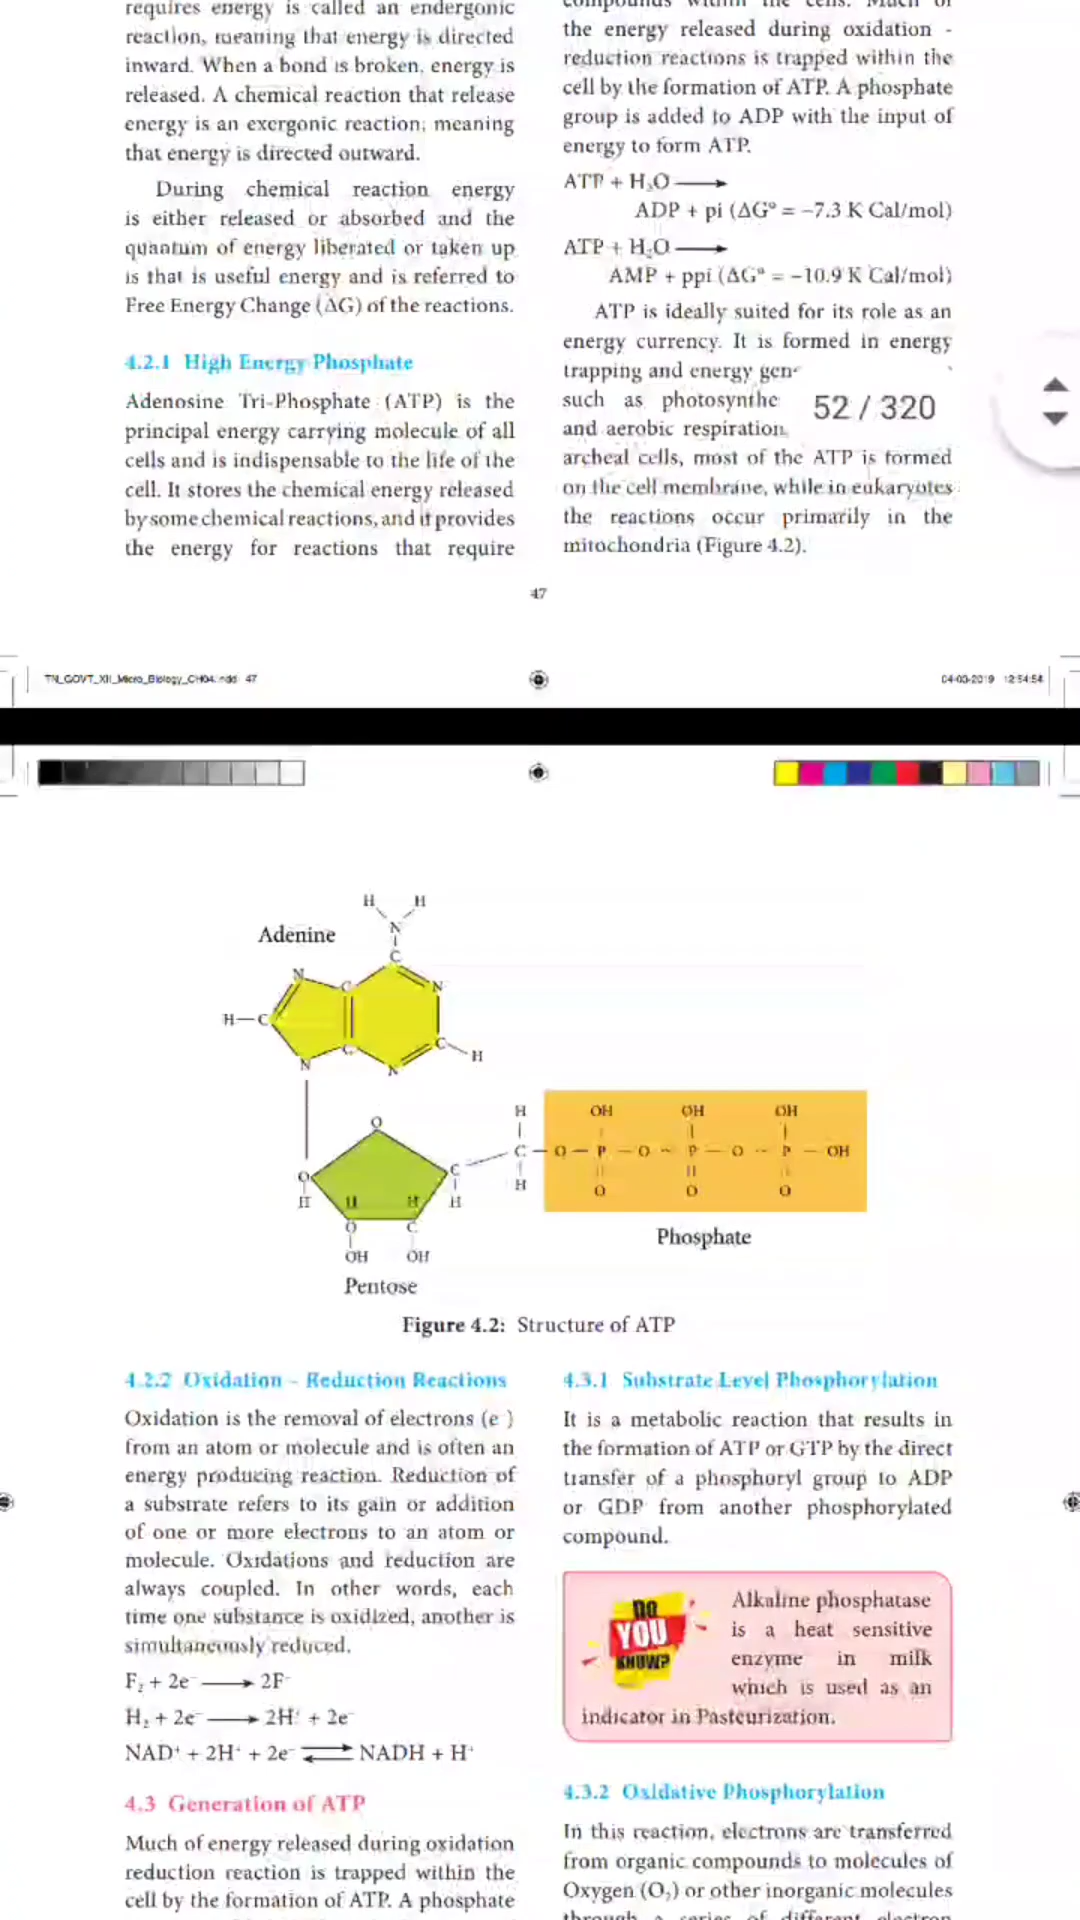 requires energy is called an endergonic
reaction, meaning that energy is directed
inward. When a bond is broken, energy is
released. A chemical reaction that release
energy is an exergonic reaction; meaning
that energy is directed outward.
During chemical reaction energy
is either released or absorbed and the
quantum of energy liberated or taken up
is that is useful energy and is referred to
Free Energy Change (ΔG) of the reactions.
4.2.1 High Energy Phosphate
Adenosine Tri-Phosphate (ATP) is the
principal energy carrying molecule of all
cells and is indispensable to the life of the
cell. It stores the chemical energy released
by some chemical reactions, and it provides
the energy for reactions that require
compounds within the cells. Much of
the energy released during oxidation -
reduction reactions is trapped within the
cell by the formation of ATP. A phosphate
group is added to ADP with the input of
energy to form ATP.
ATP + H₂O ⟶
ADP + pi (ΔG° = −7.3 K Cal/mol)
ATP + H₂O ⟶
AMP + ppi (ΔG° = −10.9 K Cal/mol)
ATP is ideally suited for its role as an
energy currency. It is formed in energy
trapping and energy gen
such as photosynthe
and aerobic respiration
archeal cells, most of the ATP is formed
on the cell membrane, while in eukaryotes
the reactions occur primarily in the
mitochondria (Figure 4.2).
52 / 320
47
TN_GOVT_XII_Micro_Biology_CH04.indd 47
04-03-2019 12:54:54
H H
N
Adenine
C
N C N
H—C
C C H
N N
O
H OH OH OH
C—O—P—O—P—O—P—OH
H O O O
O C
H H H H
O C
OH OH
Phosphate
Pentose
Figure 4.2: Structure of ATP
4.2.2 Oxidation – Reduction Reactions
Oxidation is the removal of electrons (e⁻)
from an atom or molecule and is often an
energy producing reaction. Reduction of
a substrate refers to its gain or addition
of one or more electrons to an atom or
molecule. Oxidations and reduction are
always coupled. In other words, each
time one substance is oxidized, another is
simultaneously reduced.
F₂ + 2e⁻ ⟶ 2F⁻
H₂ + 2e⁻ ⟶ 2H⁺ + 2e⁻
NAD⁺ + 2H⁺ + 2e⁻ ⇌ NADH + H⁺
4.3 Generation of ATP
Much of energy released during oxidation
reduction reaction is trapped within the
cell by the formation of ATP. A phosphate
4.3.1 Substrate Level Phosphorylation
It is a metabolic reaction that results in
the formation of ATP or GTP by the direct
transfer of a phosphoryl group to ADP
or GDP from another phosphorylated
compound.
DO
YOU
KNOW?
Alkaline phosphatase
is a heat sensitive
enzyme in milk
which is used as an
indicator in Pasteurization.
4.3.2 Oxidative Phosphorylation
In this reaction, electrons are transferred
from organic compounds to molecules of
Oxygen (O₂) or other inorganic molecules
through a series of different electron